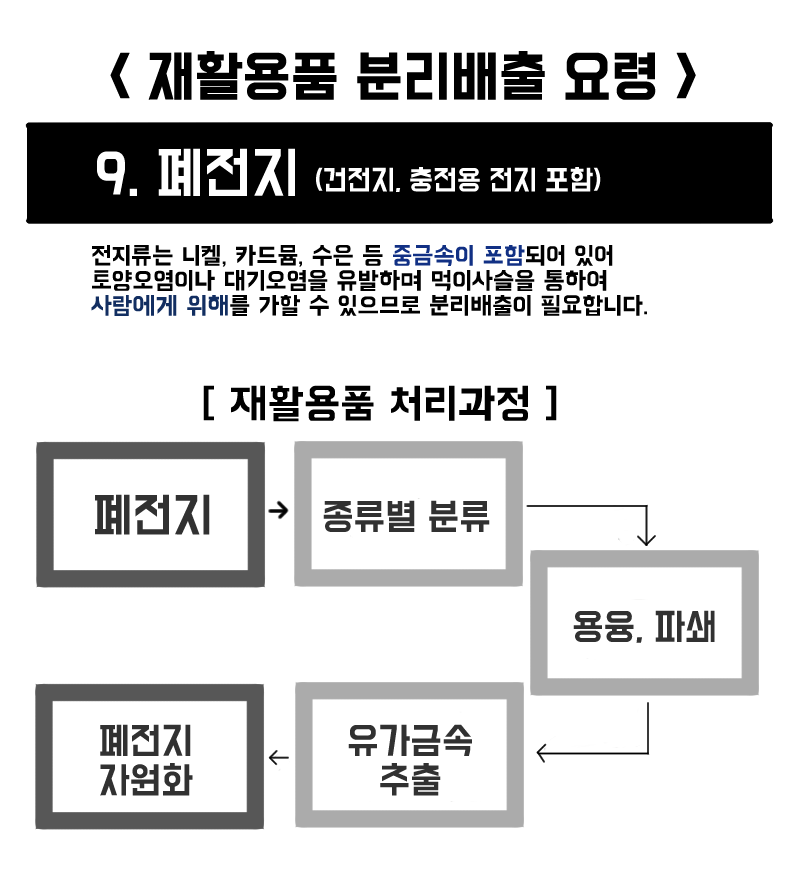 < 재활용품 분리배출 요령 >
9. 폐전지 (건전지, 충전용 전지 포함)
전지류는 니켈, 카드뮴, 수은 등 중금속이 포함되어 있어
토양오염이나 대기오염을 유발하며 먹이사슬을 통하여
사람에게 위해를 가할 수 있으므로 분리배출이 필요합니다.
[ 재활용품 처리과정 ]
폐전지
종류별 분류
용융, 파쇄
유가금속
추출
폐전지
자원화